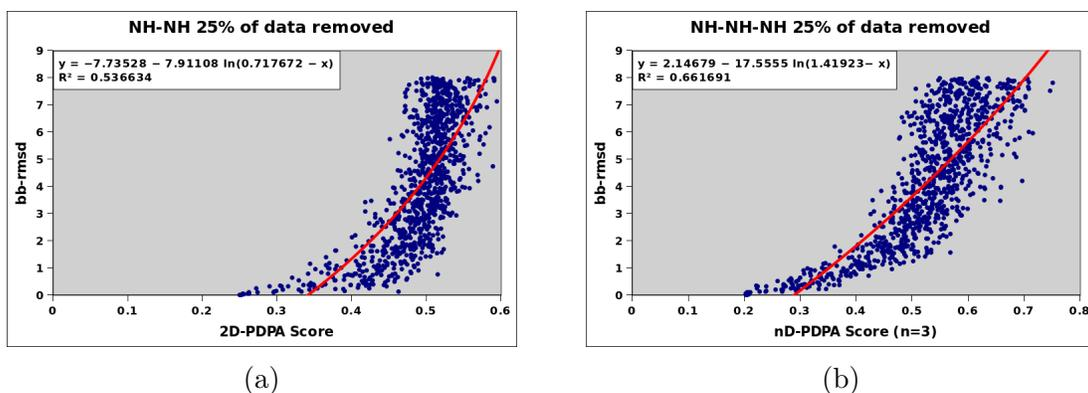 NH-NH 25% of data removed
y = −7.73528 − 7.91108 ln(0.717672 − x)
R² = 0.536634
9
8
7
6
5
4
3
2
1
0
bb-rmsd
0 0.1 0.2 0.3 0.4 0.5 0.6
2D-PDPA Score
(a)
NH-NH-NH 25% of data removed
y = 2.14679 − 17.5555 ln(1.41923− x)
R² = 0.661691
9
8
7
6
5
4
3
2
1
0
bb-rmsd
0 0.1 0.2 0.3 0.4 0.5 0.6 0.7 0.8
nD-PDPA Score (n=3)
(b)